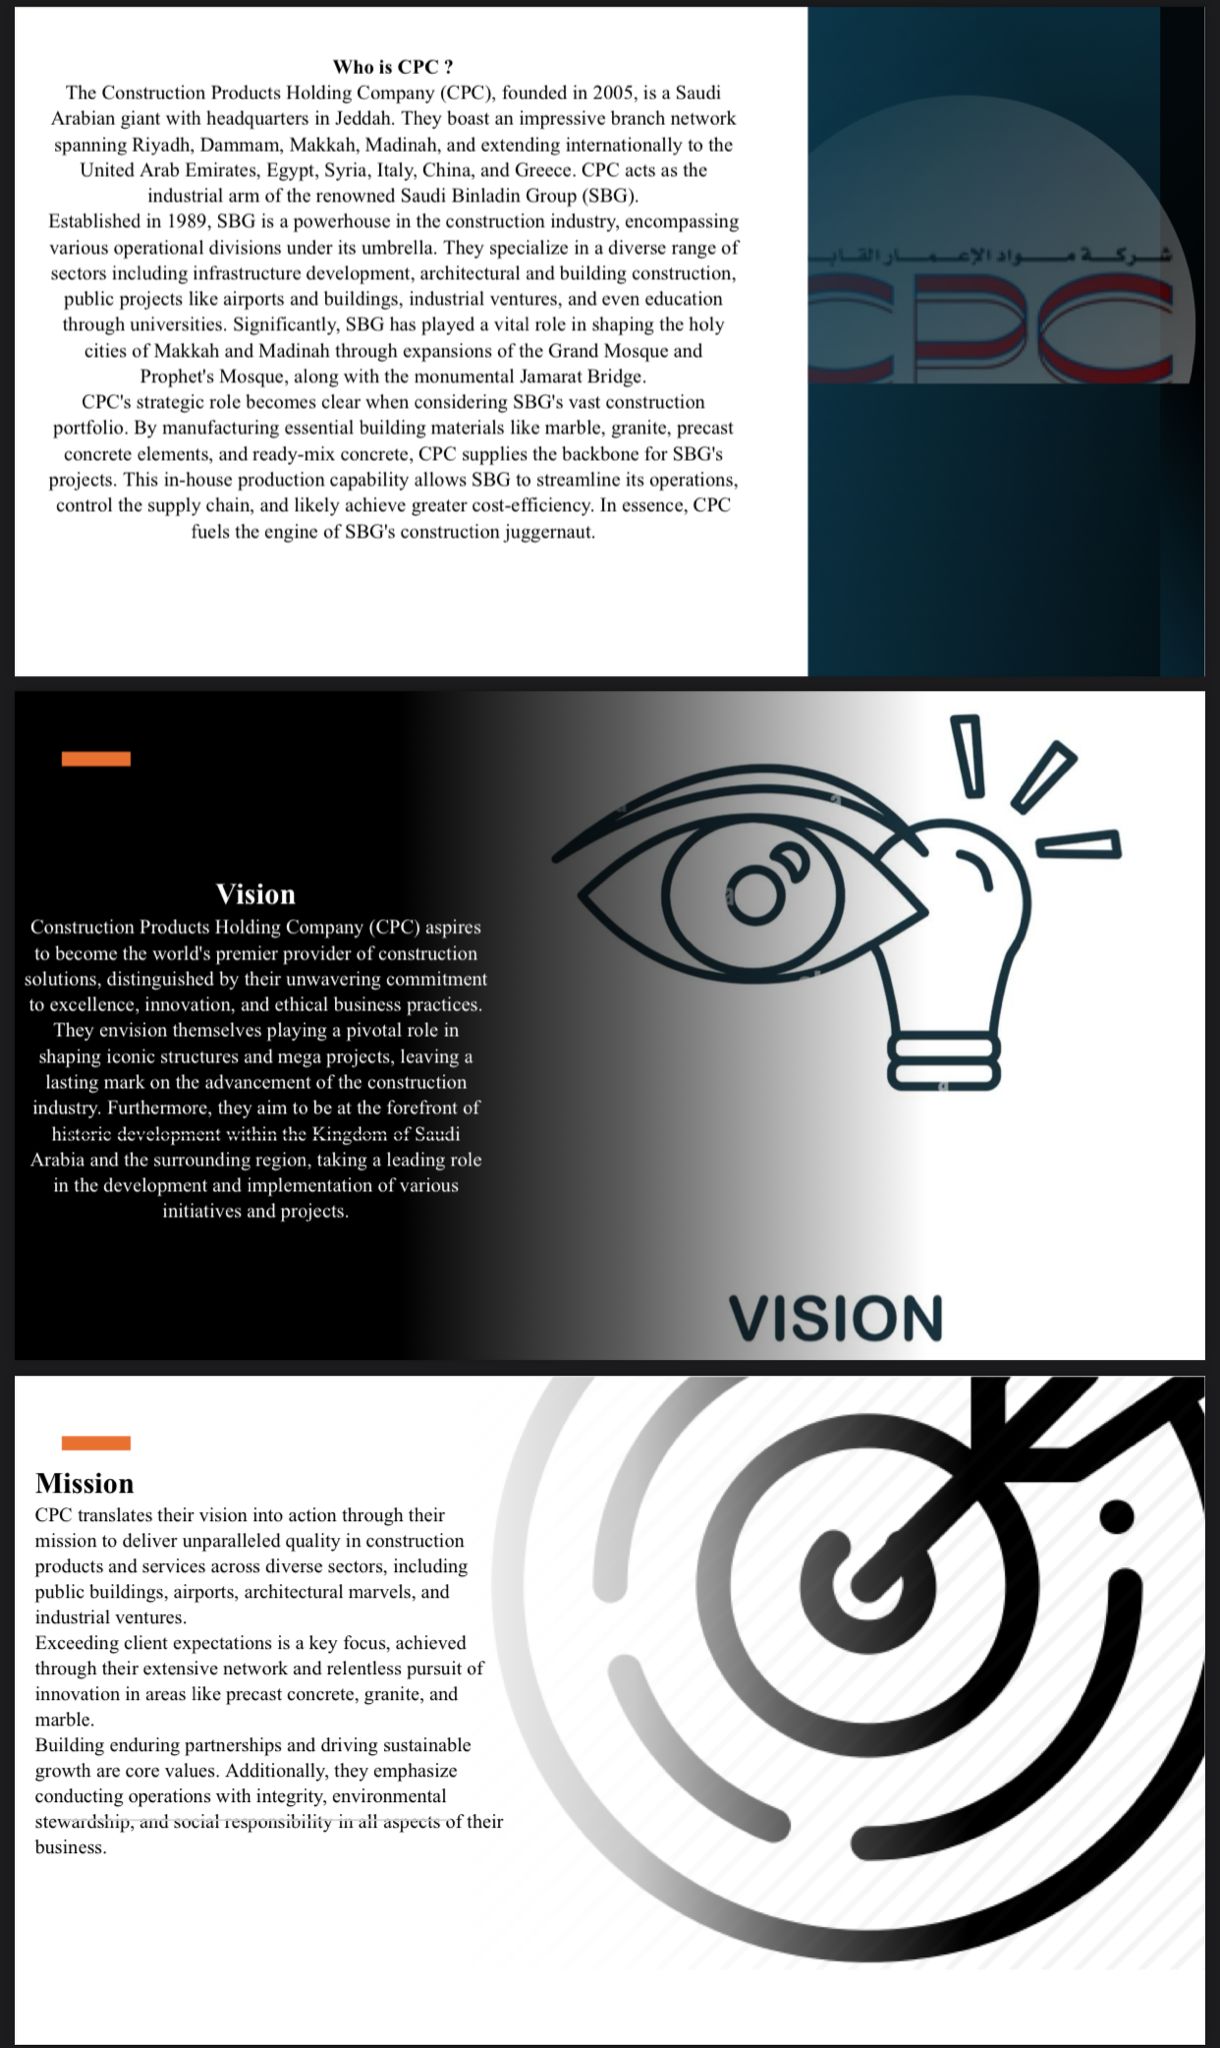 Who is CPC ?
The Construction Products Holding Company (CPC), founded in 2005, is a Saudi
Arabian giant with headquarters in Jeddah. They boast an impressive branch network
spanning Riyadh, Dammam, Makkah, Madinah, and extending internationally to the
United Arab Emirates, Egypt, Syria, Italy, China, and Greece. CPC acts as the
industrial arm of the renowned Saudi Binladin Group (SBG).
Established in 1989, SBG is a powerhouse in the construction industry, encompassing
various operational divisions under its umbrella. They specialize in a diverse range of
sectors including infrastructure development, architectural and building construction,
public projects like airports and buildings, industrial ventures, and even education
through universities. Significantly, SBG has played a vital role in shaping the holy
cities of Makkah and Madinah through expansions of the Grand Mosque and
Prophet's Mosque, along with the monumental Jamarat Bridge.
CPC's strategic role becomes clear when considering SBG's vast construction
portfolio. By manufacturing essential building materials like marble, granite, precast
concrete elements, and ready-mix concrete, CPC supplies the backbone for SBG's
projects. This in-house production capability allows SBG to streamline its operations,
control the supply chain, and likely achieve greater cost-efficiency. In essence, CPC
fuels the engine of SBG's construction juggernaut.
شركة مواد الإعمار
CPC
Vision
Construction Products Holding Company (CPC) aspires
to become the world's premier provider of construction
solutions, distinguished by their unwavering commitment
to excellence, innovation, and ethical business practices.
They envision themselves playing a pivotal role in
shaping iconic structures and mega projects, leaving a
lasting mark on the advancement of the construction
industry. Furthermore, they aim to be at the forefront of
historic development within the Kingdom of Saudi
Arabia and the surrounding region, taking a leading role
in the development and implementation of various
initiatives and projects.
VISION
Mission
CPC translates their vision into action through their
mission to deliver unparalleled quality in construction
products and services across diverse sectors, including
public buildings, airports, architectural marvels, and
industrial ventures.
Exceeding client expectations is a key focus, achieved
through their extensive network and relentless pursuit of
innovation in areas like precast concrete, granite, and
marble.
Building enduring partnerships and driving sustainable
growth are core values. Additionally, they emphasize
conducting operations with integrity, environmental
stewardship, and social responsibility in all aspects of their
business.